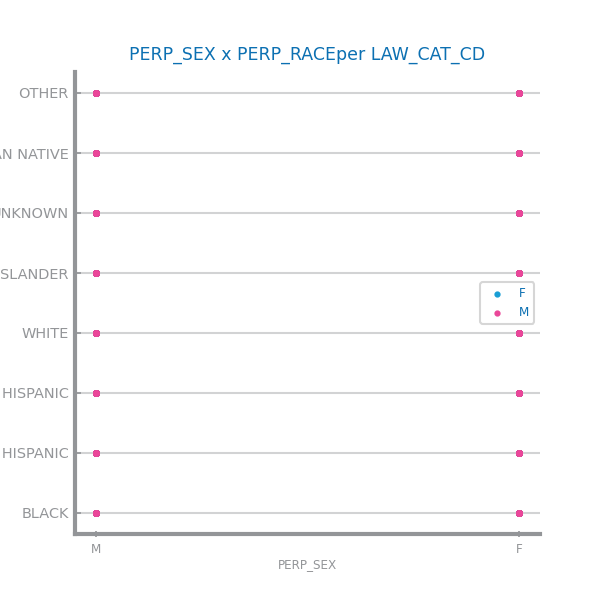 PERP_SEX x PERP_RACEper LAW_CAT_CD
OTHER
AN NATIVE
UNKNOWN
SLANDER
F
M
WHITE
HISPANIC
HISPANIC
BLACK
M F
PERP_SEX